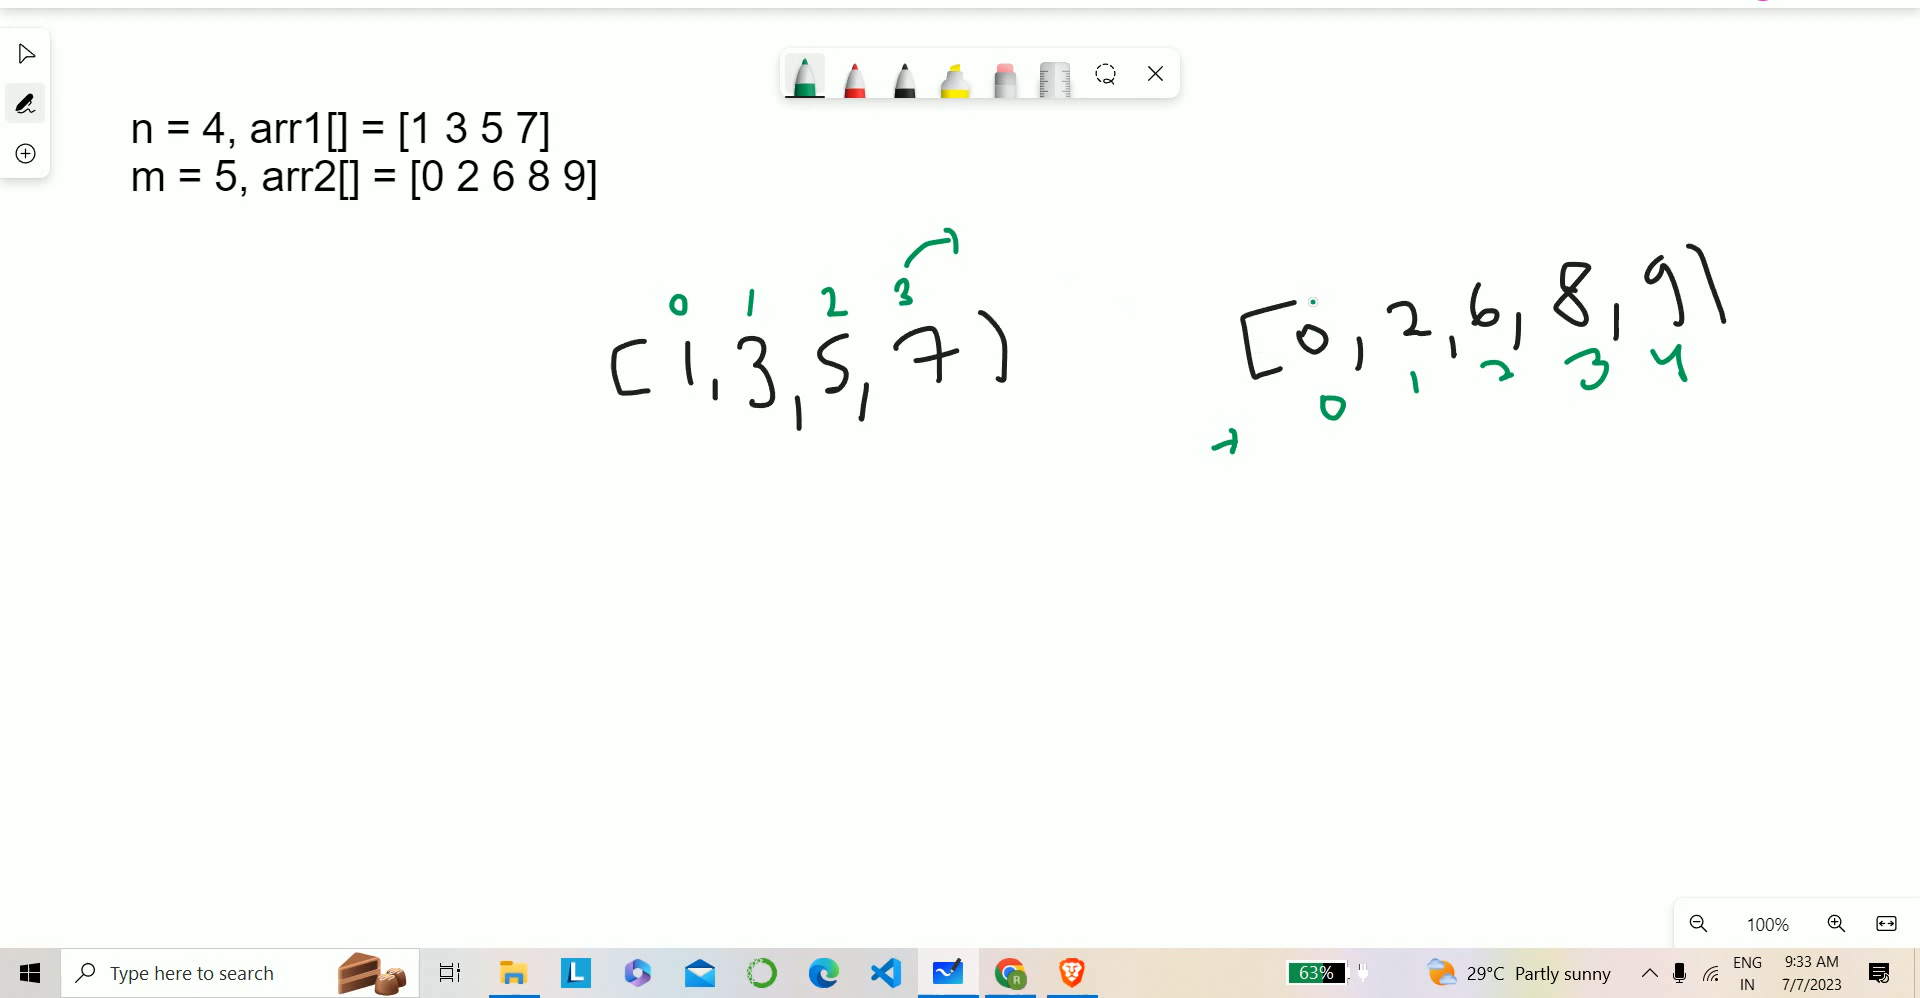 n = 4, arr1[] = [1 3 5 7]
m = 5, arr2[] = [0 2 6 8 9]
0 1 2 3
[1,3,5,7)
[0,2,6,8,9)
0 1 2 3 4
100%
Type here to search
L
R
63%
29°C Partly sunny
ENG
IN
9:33 AM
7/7/2023